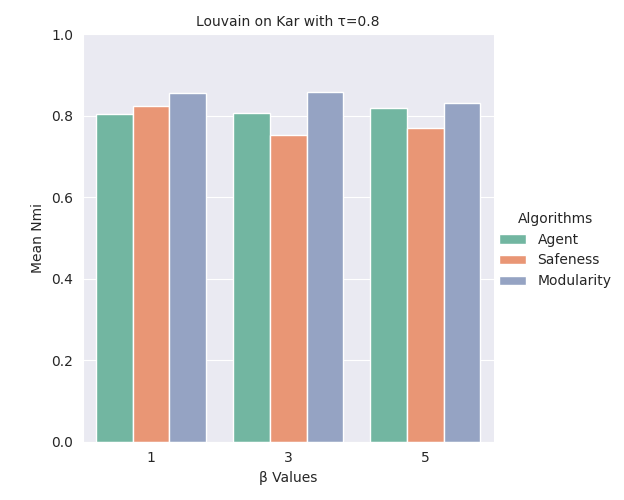 Louvain on Kar with τ=0.8
1.0
0.8
0.6
0.4
0.2
0.0
Mean Nmi
1 3 5
β Values
Algorithms
Agent
Safeness
Modularity